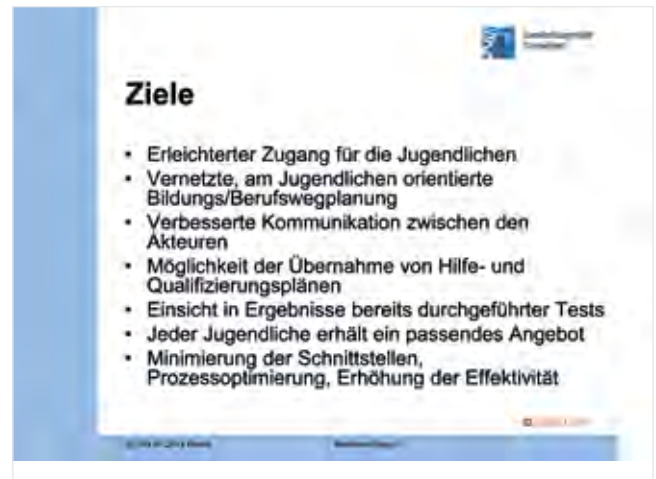 Ziele
• Erleichterter Zugang für die Jugendlichen
• Vernetzte, am Jugendlichen orientierte
Bildungs/Berufswegplanung
• Verbesserte Kommunikation zwischen den
Akteuren
• Möglichkeit der Übernahme von Hilfe- und
Qualifizierungsplänen
• Einsicht in Ergebnisse bereits durchgeführter Tests
• Jeder Jugendliche erhält ein passendes Angebot
• Minimierung der Schnittstellen,
Prozessoptimierung, Erhöhung der Effektivität